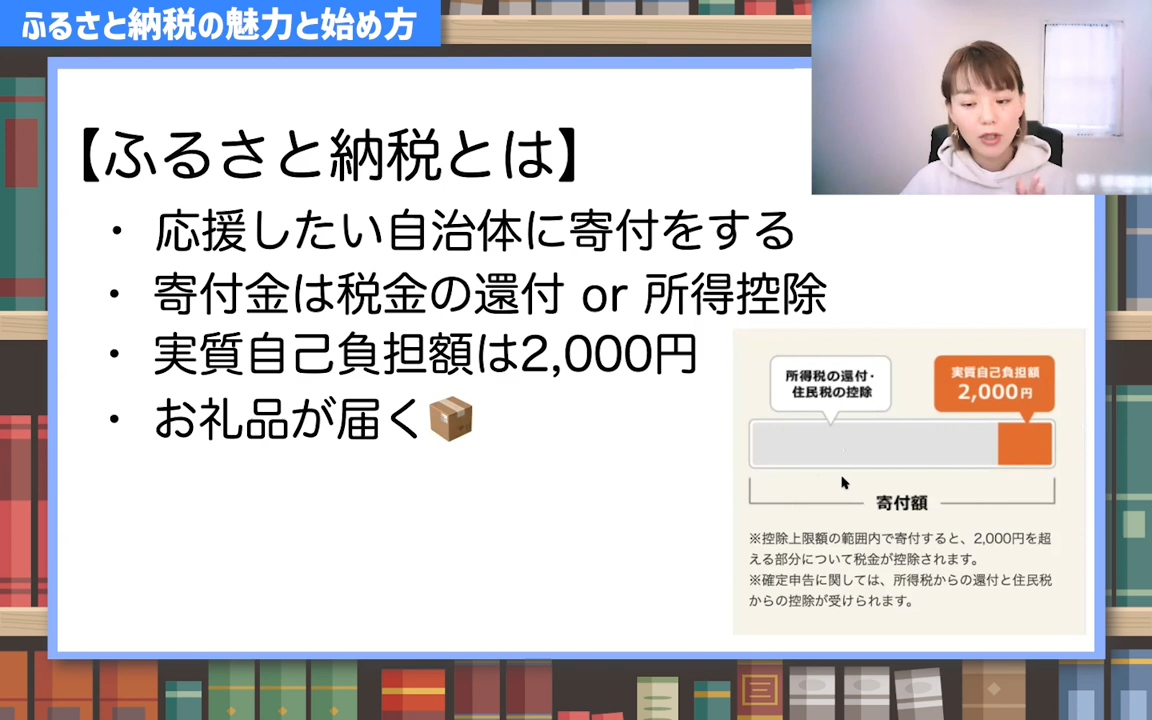 ふるさと納税の魅力と始め方
【ふるさと納税とは】
・ 応援したい自治体に寄付をする
・ 寄付金は税金の還付 or 所得控除
・ 実質自己負担額は2,000円
・ お礼品が届く📦
所得税の還付・
住民税の控除
実質自己負担額
2,000円
寄付額
※控除上限額の範囲内で寄付すると、2,000円を超
える部分について税金が控除されます。
※確定申告に関しては、所得税からの還付と住民税
からの控除が受けられます。